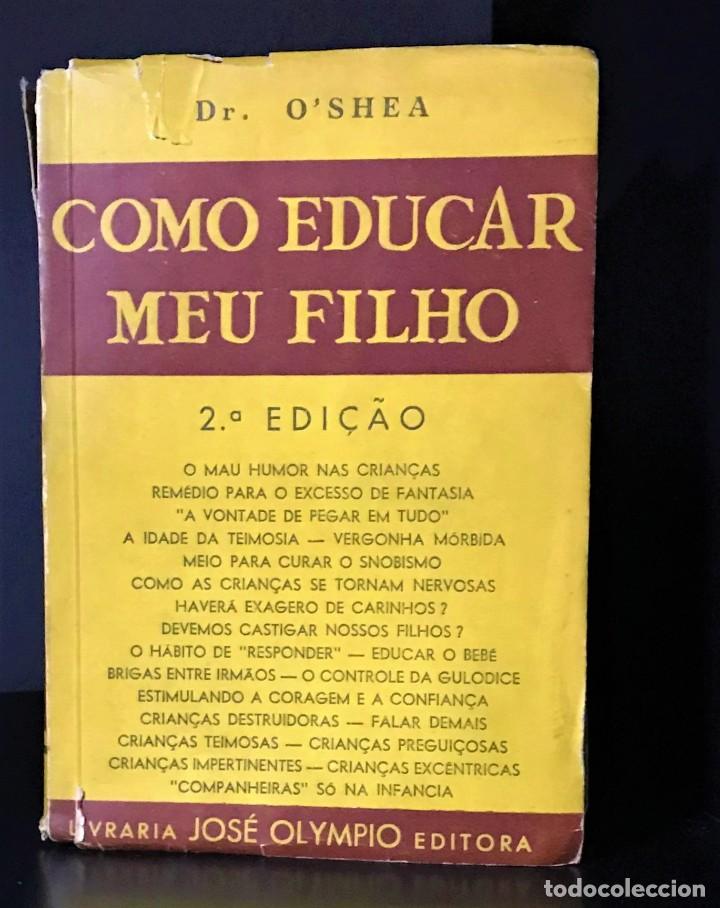 Dr. O'SHEA
COMO EDUCAR
MEU FILHO
2.ª EDIÇÃO
O MAU HUMOR NAS CRIANÇAS
REMÉDIO PARA O EXCESSO DE FANTASIA
"A VONTADE DE PEGAR EM TUDO"
A IDADE DA TEIMOSIA — VERGONHA MÓRBIDA
MEIO PARA CURAR O SNOBISMO
COMO AS CRIANÇAS SE TORNAM NERVOSAS
HAVERÁ EXAGERO DE CARINHOS?
DEVEMOS CASTIGAR NOSSOS FILHOS?
O HÁBITO DE "RESPONDER" — EDUCAR O BEBÊ
BRIGAS ENTRE IRMÃOS — O CONTROLE DA GULODICE
ESTIMULANDO A CORAGEM E A CONFIANÇA
CRIANÇAS DESTRUIDORAS — FALAR DEMAIS
CRIANÇAS TEIMOSAS — CRIANÇAS PREGUIÇOSAS
CRIANÇAS IMPERTINENTES — CRIANÇAS EXCÊNTRICAS
"COMPANHEIRAS" SÓ NA INFANCIA
LIVRARIA JOSÉ OLYMPIO EDITORA
todocoleccion